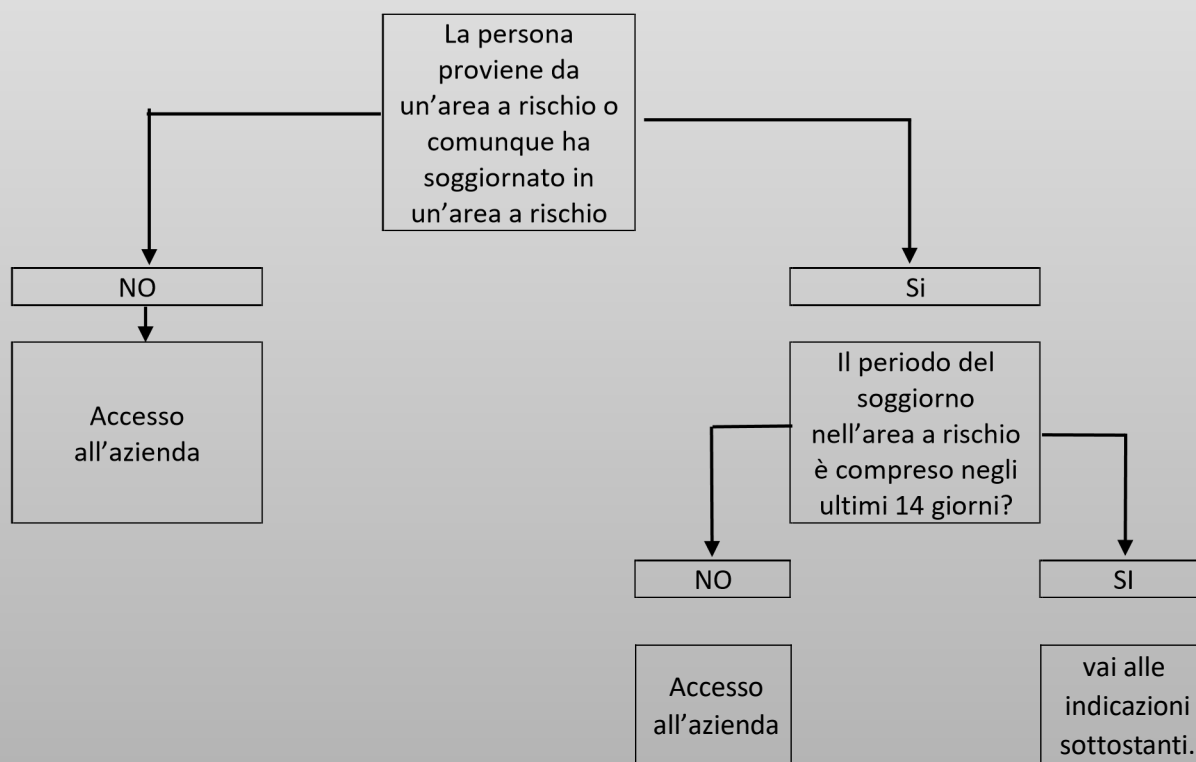 La persona
proviene da
un’area a rischio o
comunque ha
soggiornato in
un’area a rischio
NO
Si
Accesso
all’azienda
Il periodo del
soggiorno
nell’area a rischio
è compreso negli
ultimi 14 giorni?
NO
SI
Accesso
all’azienda
vai alle
indicazioni
sottostanti.